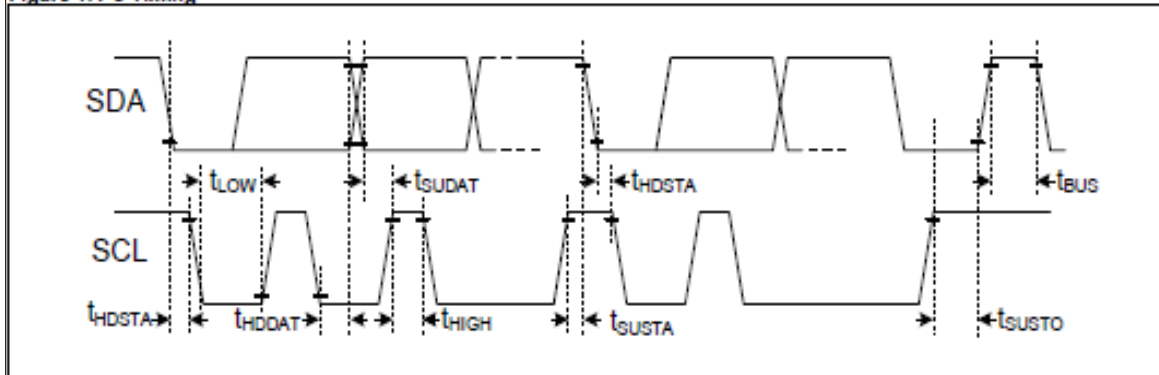 SDA
tLOW tSUDAT tHDSTA tBUS
SCL
tHDSTA tHDDAT tHIGH tSUSTA tSUSTO